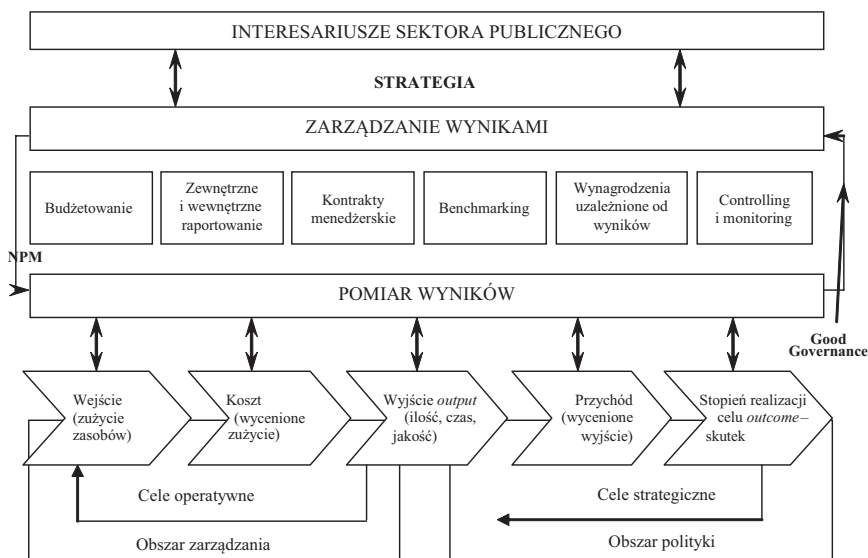 INTERESARIUSZE SEKTORA PUBLICZNEGO
STRATEGIA
ZARZĄDZANIE WYNIKAMI
Budżetowanie
Zewnętrzne
i wewnętrzne
raportowanie
Kontrakty
menedżerskie
Benchmarking
Wynagrodzenia
uzależnione od
wyników
Controlling
i monitoring
NPM
POMIAR WYNIKÓW
Good
Governance
Wejście
(zużycie
zasobów)
Koszt
(wycenione
zużycie)
Wyjście output
(ilość, czas,
jakość)
Przychód
(wycenione
wyjście)
Stopień realizacji
celu outcome–
skutek
Cele operatywne
Cele strategiczne
Obszar zarządzania
Obszar polityki